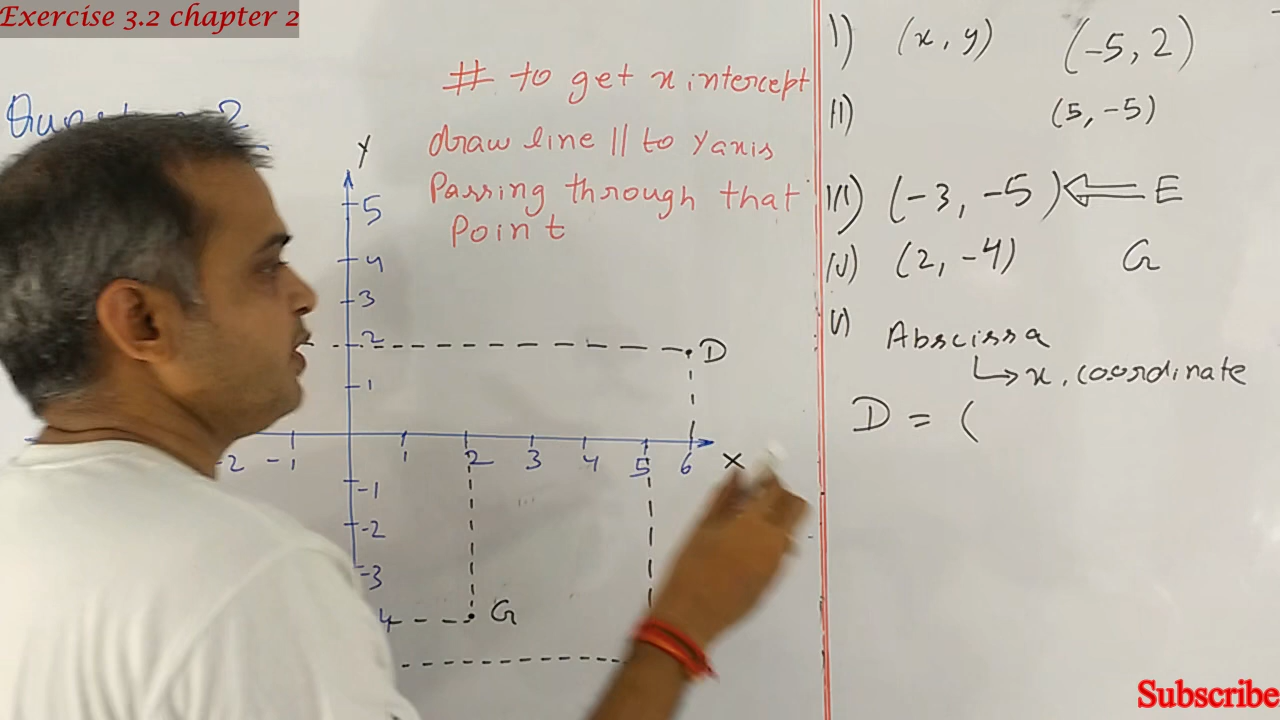 Exercise 3.2 chapter 2
2
# to get x intercept
draw line || to y axis
Passing through that
Point
Y
5
4
3
2
D
1
-2 -1 1 2 3 4 5 6 X
-1
-2
-3
4
G
I) (x, y) (-5, 2)
II) (5, -5)
III) (-3, -5) E
IV) (2, -4) G
V) Abscissa
x. coordinate
D = (
Subscribe